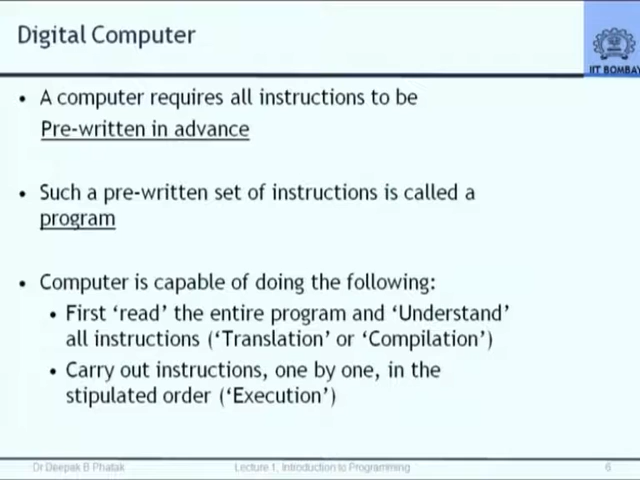 Digital Computer
IIT BOMBAY
• A computer requires all instructions to be
Pre-written in advance
• Such a pre-written set of instructions is called a
program
• Computer is capable of doing the following:
• First ‘read’ the entire program and ‘Understand’
all instructions (‘Translation’ or ‘Compilation’)
• Carry out instructions, one by one, in the
stipulated order (‘Execution’)
Dr Deepak B Phatak
Lecture 1, Introduction to Programming
6